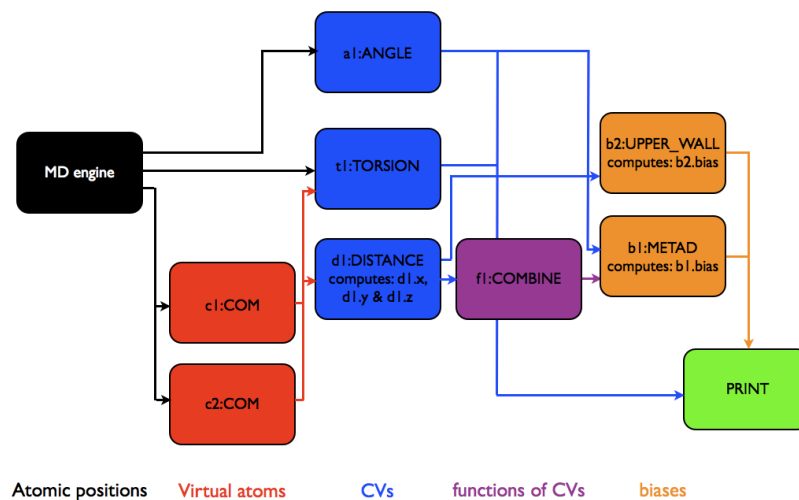 a1:ANGLE
MD engine
t1:TORSION
b2:UPPER_WALL
computes: b2.bias
d1:DISTANCE
computes: d1.x,
d1.y & d1.z
f1:COMBINE
b1:METAD
computes: b1.bias
c1:COM
c2:COM
PRINT
Atomic positions
Virtual atoms
CVs
functions of CVs
biases